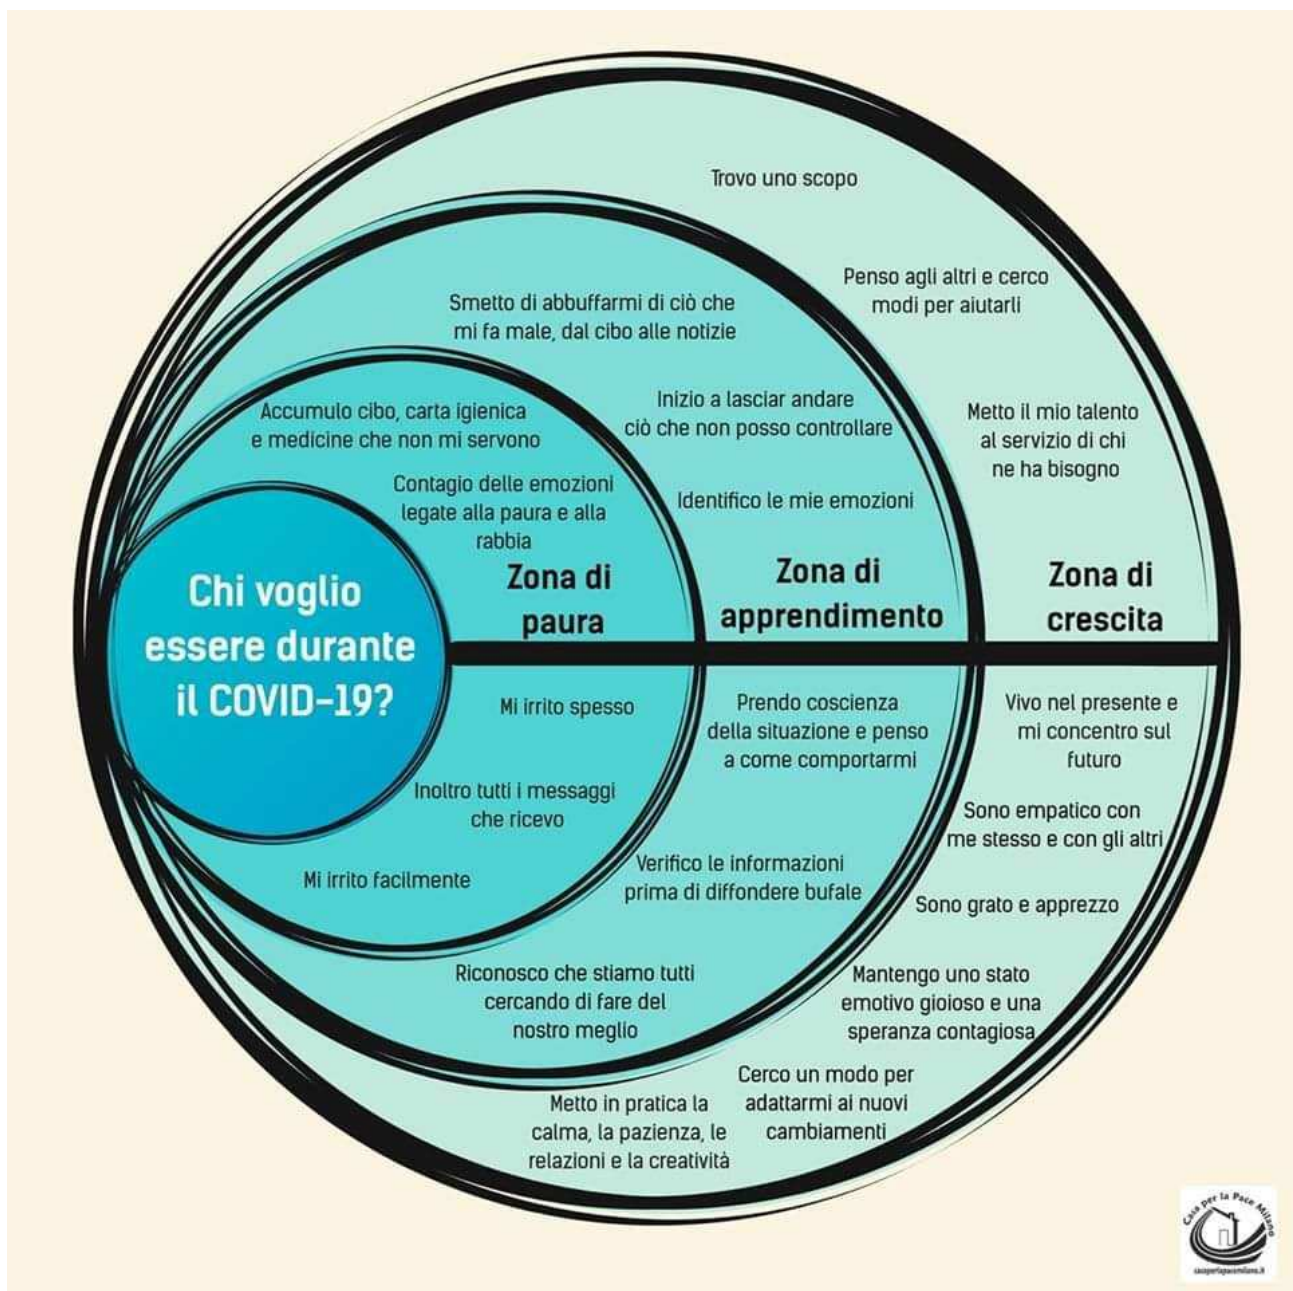 Trovo uno scopo
Penso agli altri e cerco
modi per aiutarli
Smetto di abbuffarmi di ciò che
mi fa male, dal cibo alle notizie
Inizio a lasciar andare
ciò che non posso controllare
Accumulo cibo, carta igienica
e medicine che non mi servono
Metto il mio talento
al servizio di chi
ne ha bisogno
Contagio delle emozioni
legate alla paura e alla
rabbia
Identifico le mie emozioni
Chi voglio
essere durante
il COVID-19?
Zona di
paura
Zona di
apprendimento
Zona di
crescita
Mi irrito spesso
Prendo coscienza
della situazione e penso
a come comportarmi
Vivo nel presente e
mi concentro sul
futuro
Inoltro tutti i messaggi
che ricevo
Sono empatico con
me stesso e con gli altri
Mi irrito facilmente
Verifico le informazioni
prima di diffondere bufale
Sono grato e apprezzo
Riconosco che stiamo tutti
cercando di fare del
nostro meglio
Mantengo uno stato
emotivo gioioso e una
speranza contagiosa
Cerco un modo per
adattarmi ai nuovi
cambiamenti
Metto in pratica la
calma, la pazienza, le
relazioni e la creatività
Casa per la Pace Milano
casaperlapacemilano.it